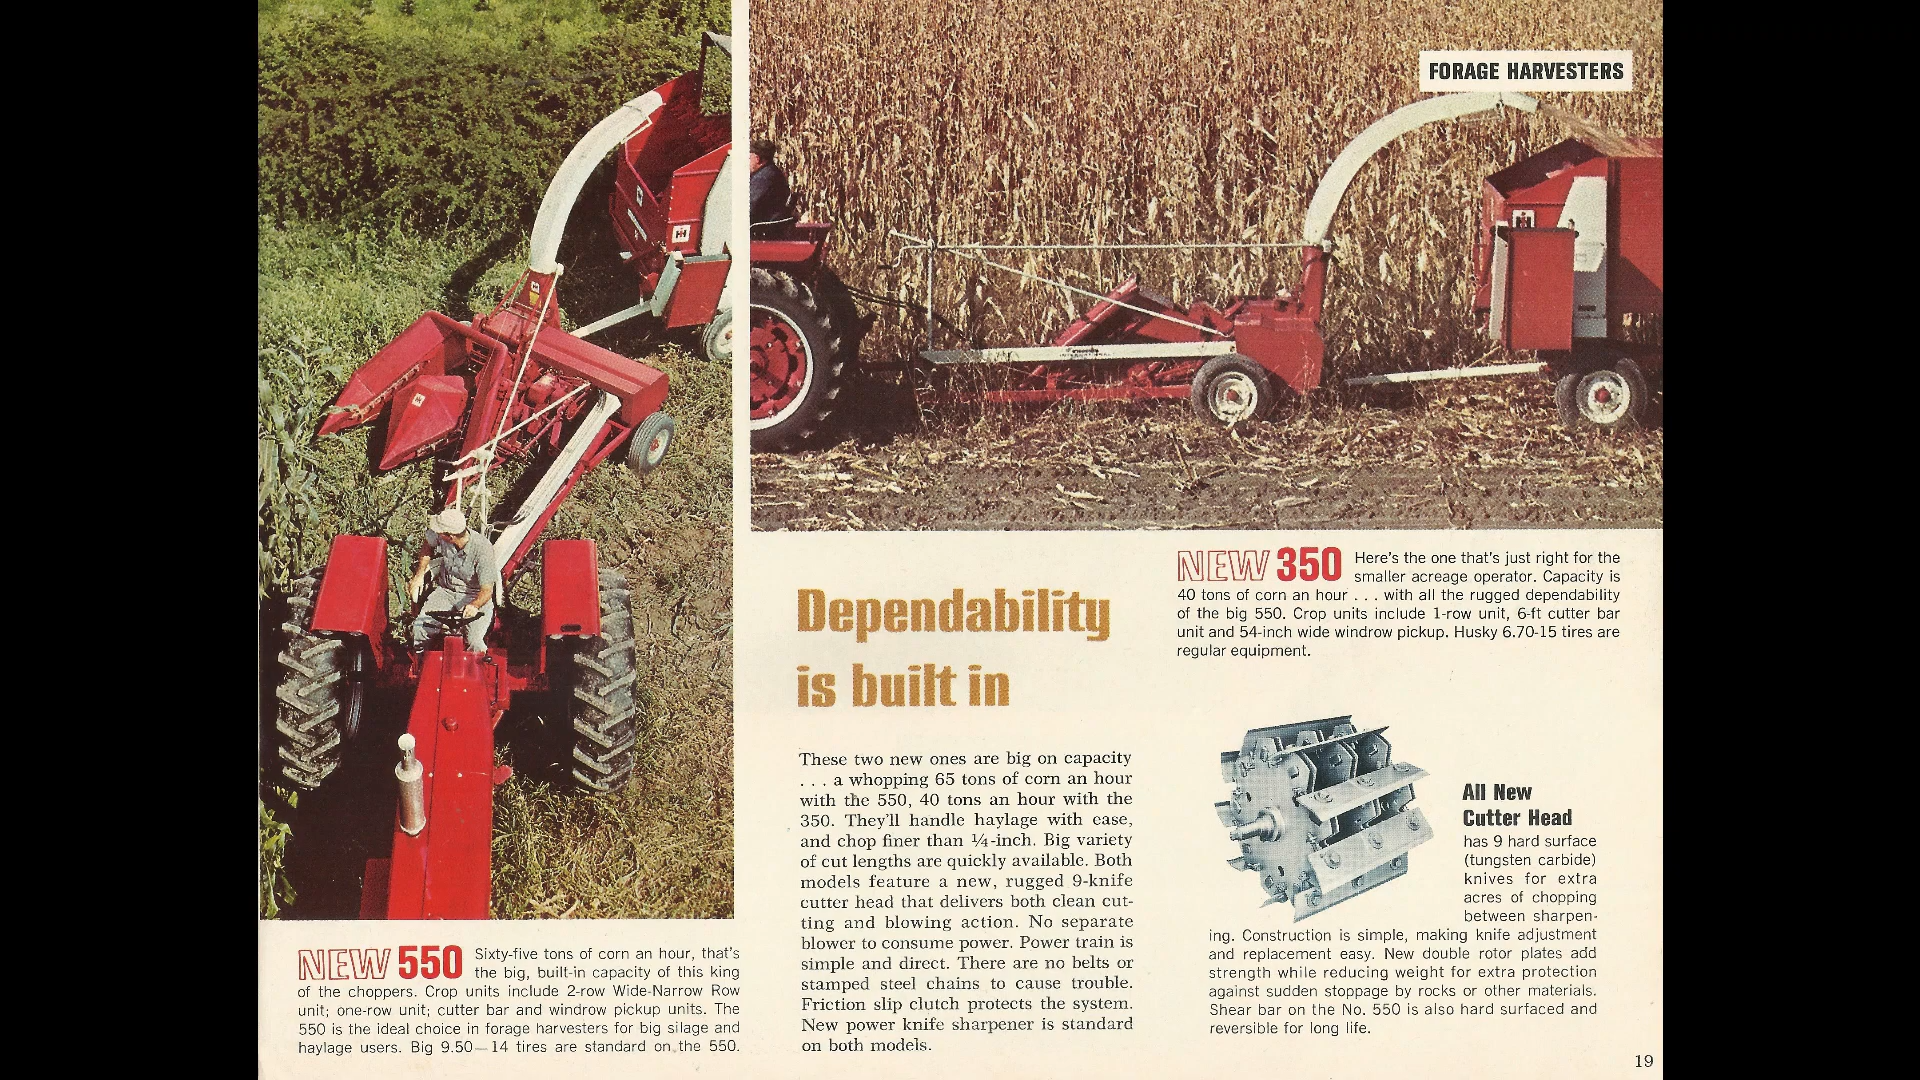 FORAGE HARVESTERS
NEW 350 Here's the one that's just right for the
smaller acreage operator. Capacity is
40 tons of corn an hour . . . with all the rugged dependability
of the big 550. Crop units include 1-row unit, 6-ft cutter bar
unit and 54-inch wide windrow pickup. Husky 6.70-15 tires are
regular equipment.
Dependability
is built in
These two new ones are big on capacity
. . . a whopping 65 tons of corn an hour
with the 550, 40 tons an hour with the
350. They'll handle haylage with ease,
and chop finer than ¼-inch. Big variety
of cut lengths are quickly available. Both
models feature a new, rugged 9-knife
cutter head that delivers both clean cut-
ting and blowing action. No separate
blower to consume power. Power train is
simple and direct. There are no belts or
stamped steel chains to cause trouble.
Friction slip clutch protects the system.
New power knife sharpener is standard
on both models.
All New
Cutter Head
has 9 hard surface
(tungsten carbide)
knives for extra
acres of chopping
between sharpen-
ing. Construction is simple, making knife adjustment
and replacement easy. New double rotor plates add
strength while reducing weight for extra protection
against sudden stoppage by rocks or other materials.
Shear bar on the No. 550 is also hard surfaced and
reversible for long life.
NEW 550 Sixty-five tons of corn an hour, that's
the big, built-in capacity of this king
of the choppers. Crop units include 2-row Wide-Narrow Row
unit; one-row unit; cutter bar and windrow pickup units. The
550 is the ideal choice in forage harvesters for big silage and
haylage users. Big 9.50—14 tires are standard on the 550.
19